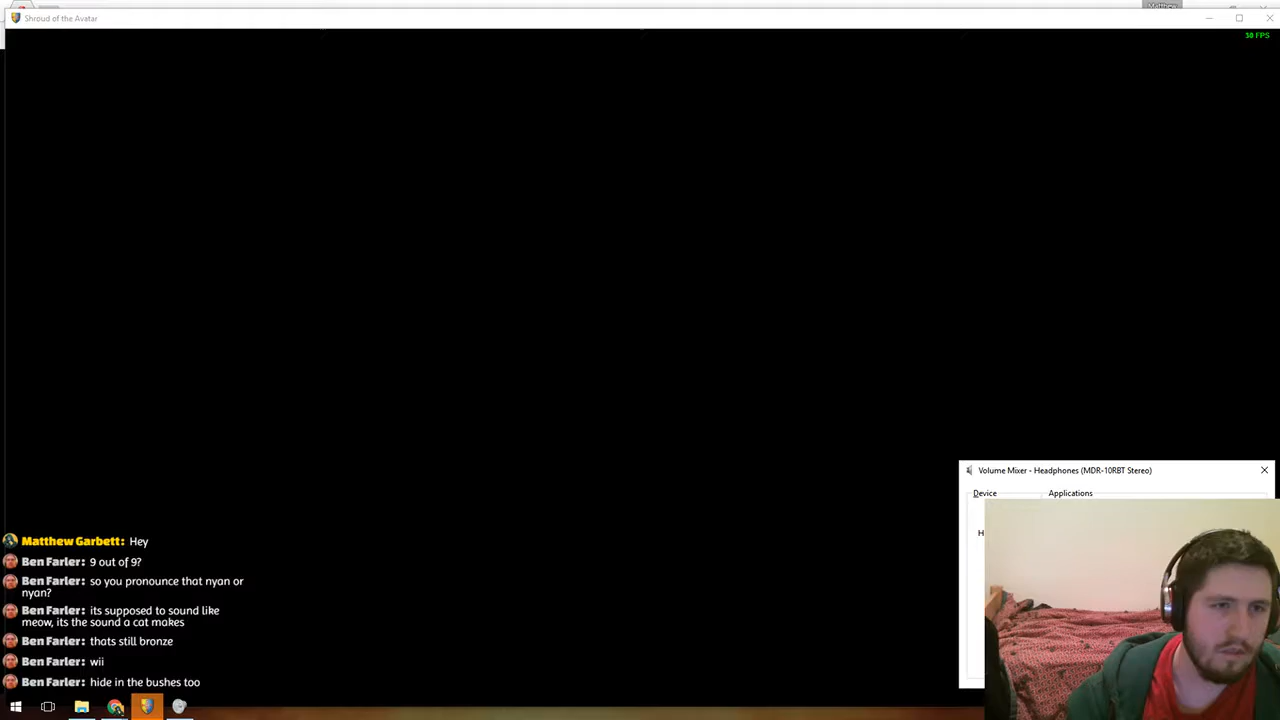 Matthew
Shroud of the Avatar
30 FPS
Volume Mixer - Headphones (MDR-10RBT Stereo)
Device
Applications
H
Matthew Garbett: Hey
Ben Farler: 9 out of 9?
Ben Farler: so you pronounce that nyan or
nyan?
Ben Farler: its supposed to sound like
meow, its the sound a cat makes
Ben Farler: thats still bronze
Ben Farler: wii
Ben Farler: hide in the bushes too